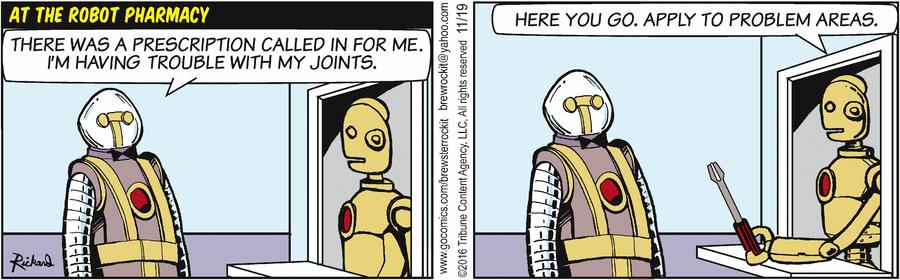 AT THE ROBOT PHARMACY
THERE WAS A PRESCRIPTION CALLED IN FOR ME.
I'M HAVING TROUBLE WITH MY JOINTS.
Rickard
www.gocomics.com/brewsterrockit brewrockit@yahoo.com
©2016 Tribune Content Agency, LLC. All rights reserved 11/19
HERE YOU GO. APPLY TO PROBLEM AREAS.